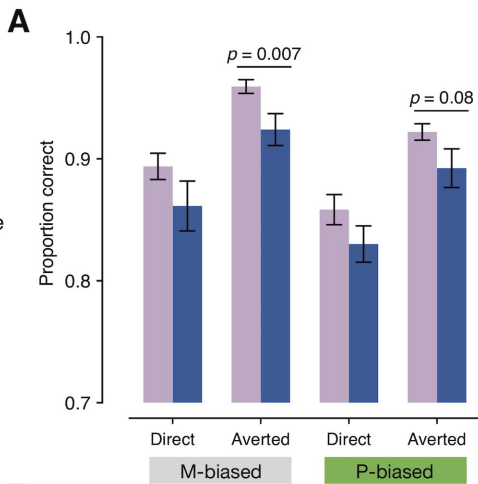 A
1.0
p = 0.007
p = 0.08
0.9
Proportion correct
0.8
0.7
Direct Averted Direct Averted
M-biased P-biased